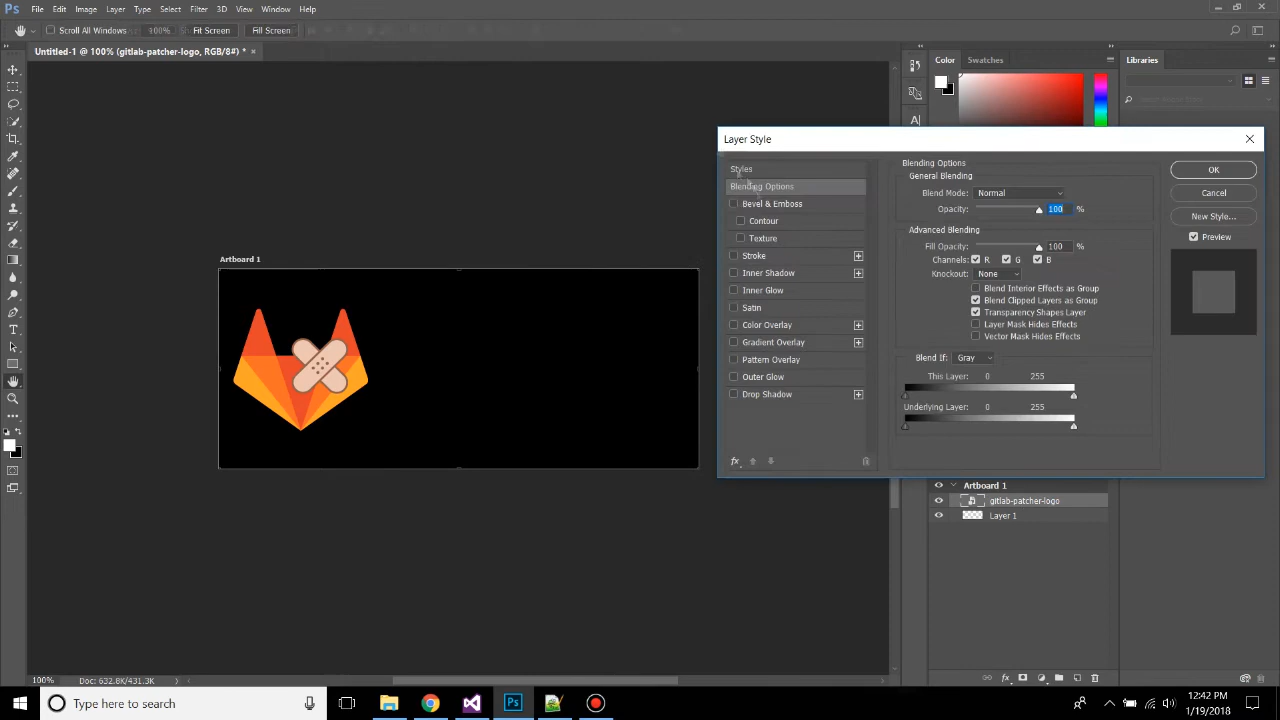 Ps File Edit Image Layer Type Select Filter 3D View Window Help
Scroll All Windows 100% Fit Screen Fill Screen
Untitled-1 @ 100% (gitlab-patcher-logo, RGB/8#) * ×
Color Swatches
Libraries
Layer Style
Styles
Blending Options
Bevel & Emboss
Contour
Texture
Stroke
Inner Shadow
Inner Glow
Satin
Color Overlay
Gradient Overlay
Pattern Overlay
Outer Glow
Drop Shadow
fx
Blending Options
General Blending
Blend Mode: Normal
Opacity: 100 %
Advanced Blending
Fill Opacity: 100 %
Channels: R G B
Knockout: None
Blend Interior Effects as Group
Blend Clipped Layers as Group
Transparency Shapes Layer
Layer Mask Hides Effects
Vector Mask Hides Effects
Blend If: Gray
This Layer: 0 255
Underlying Layer: 0 255
OK
Cancel
New Style...
Preview
Artboard 1
Artboard 1
gitlab-patcher-logo
Layer 1
fx
100% Doc: 632.8K/431.3K
Type here to search
Ps
12:42 PM
1/19/2018